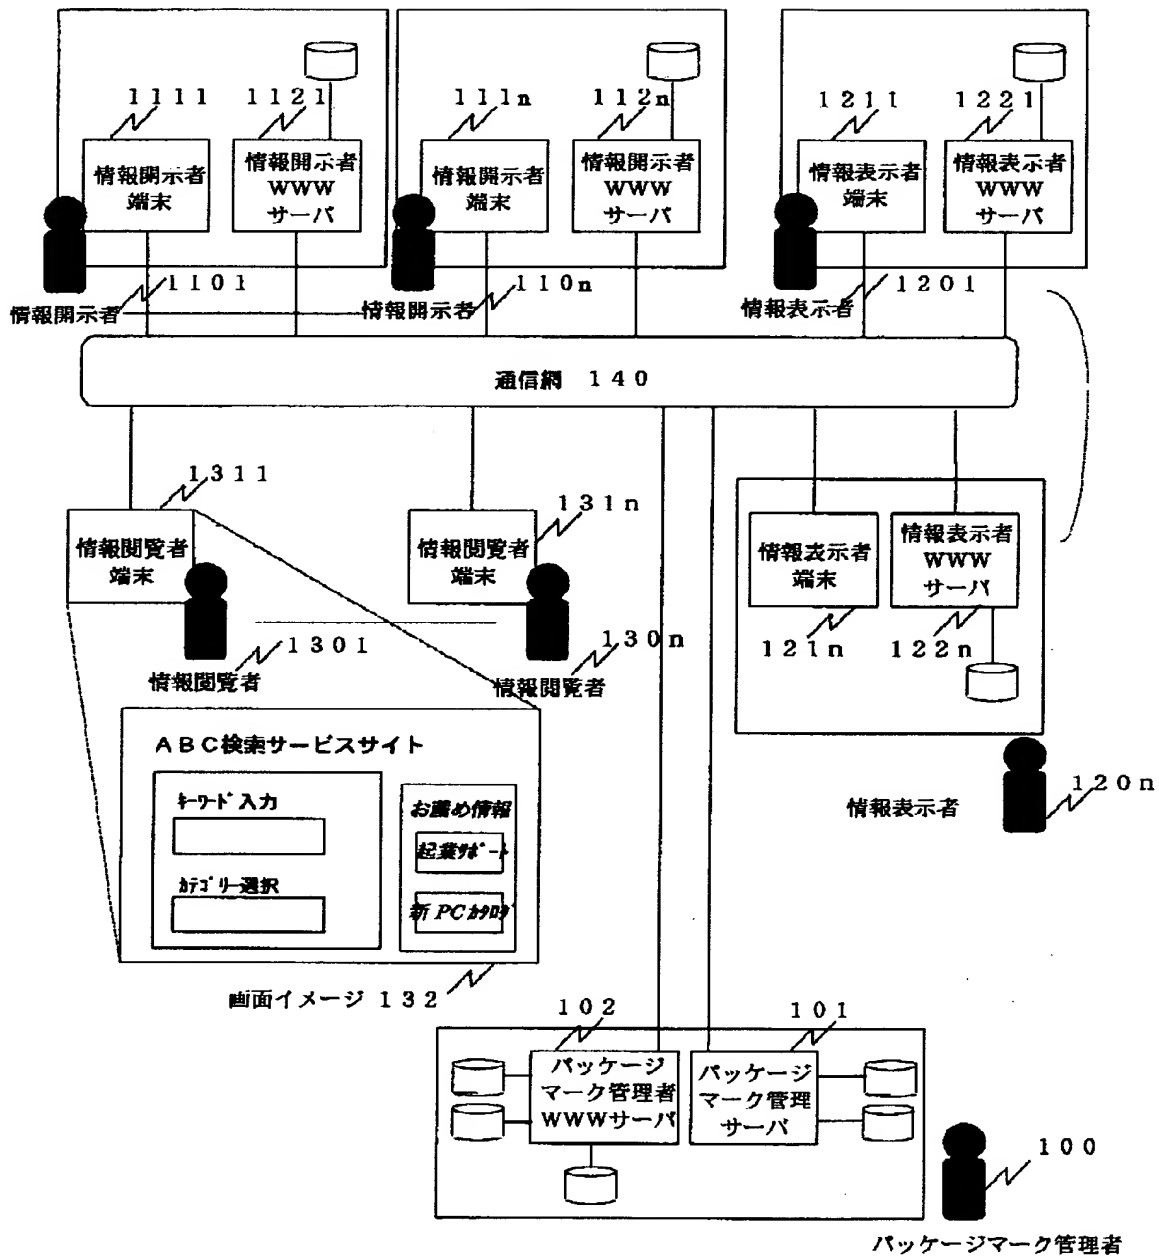 １１１１
１１２１
１１１n
１１２n
１２１１
１２２１
情報開示者
端末
情報開示者
WWW
サーバ
情報開示者
端末
情報開示者
WWW
サーバ
情報表示者
端末
情報表示者
WWW
サーバ
１１０１
情報開示者
１１０n
情報開示者
１２０１
情報表示者
通信網　１４０
１３１１
１３１n
情報閲覧者
端末
情報閲覧者
端末
情報表示者
端末
情報表示者
WWW
サーバ
１３０１
情報閲覧者
１３０n
情報閲覧者
１２１n
１２２n
ＡＢＣ検索サービスサイト
ｷｰﾜｰﾄﾞ入力
ｶﾃｺﾞﾘｰ選択
お薦め情報
起業ｻﾎﾟｰﾄ
新PCｶﾀﾛｸﾞ
１２０n
情報表示者
画面イメージ　１３２
１０２
１０１
パッケージ
マーク管理者
WWWサーバ
パッケージ
マーク管理
サーバ
１００
パッケージマーク管理者